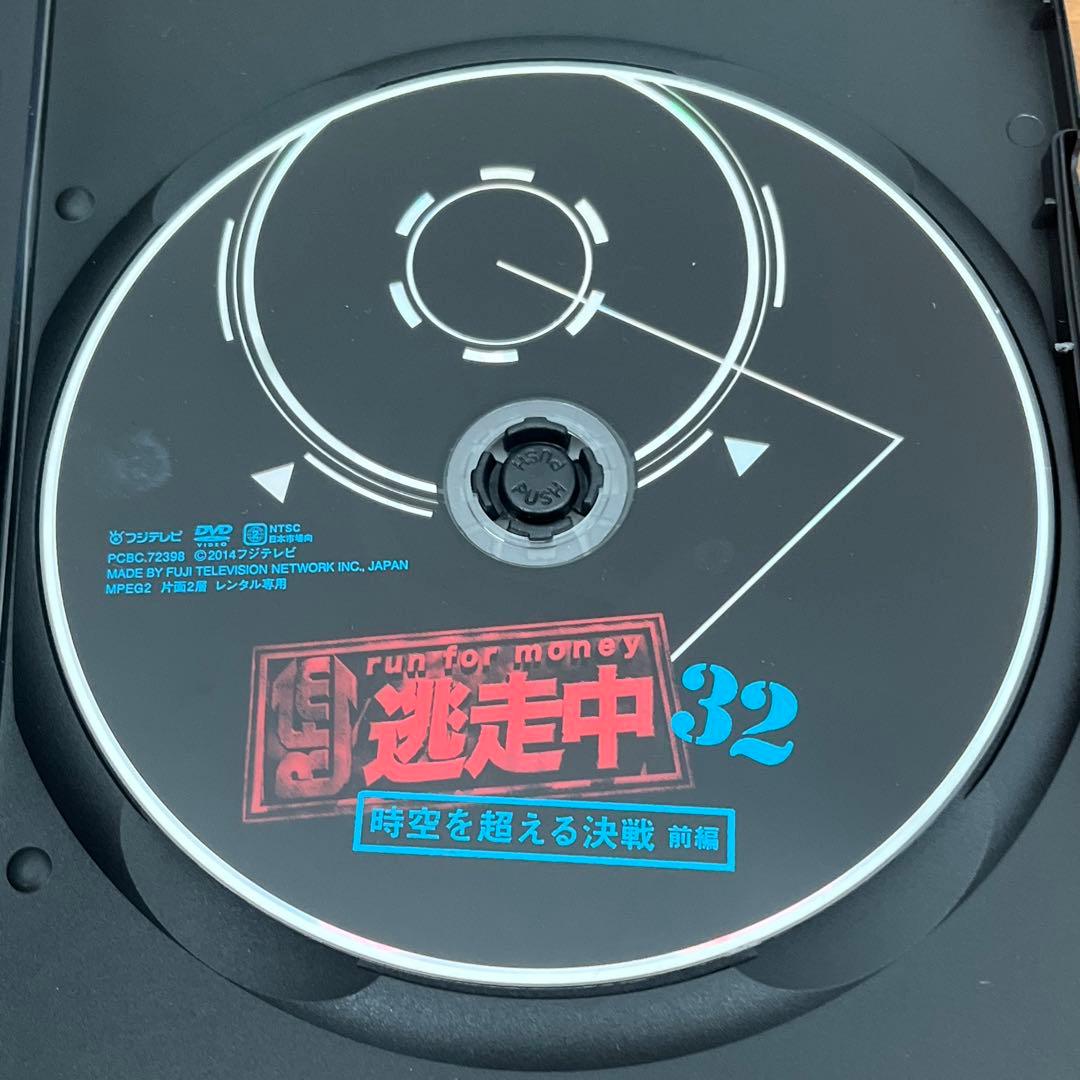 PUSH
PUSH
フジテレビ DVD VIDEO 2 NTSC 日本市場向
PCBC.72398 ©2014フジテレビ
MADE BY FUJI TELEVISION NETWORK INC., JAPAN
MPEG2 片面2層 レンタル専用
run for money
RFM 逃走中 32
時空を超える決戦 前編